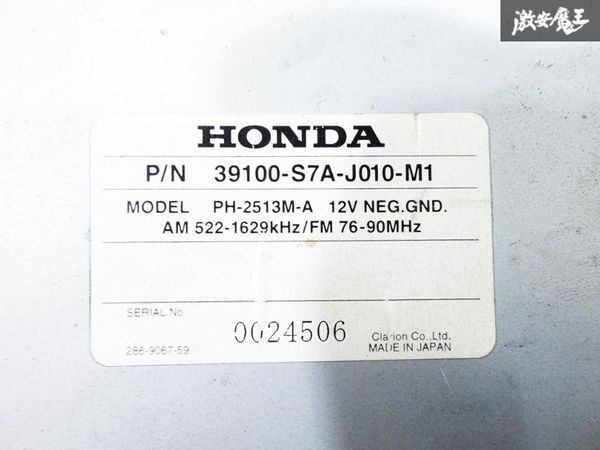 激安魔王
HONDA
P/N 39100-S7A-J010-M1
MODEL PH-2513M-A 12V NEG.GND.
AM 522-1629kHz/FM 76-90MHz
SERIAL No.
0024506
Clarion Co.,Ltd.
286-9067-59
MADE IN JAPAN